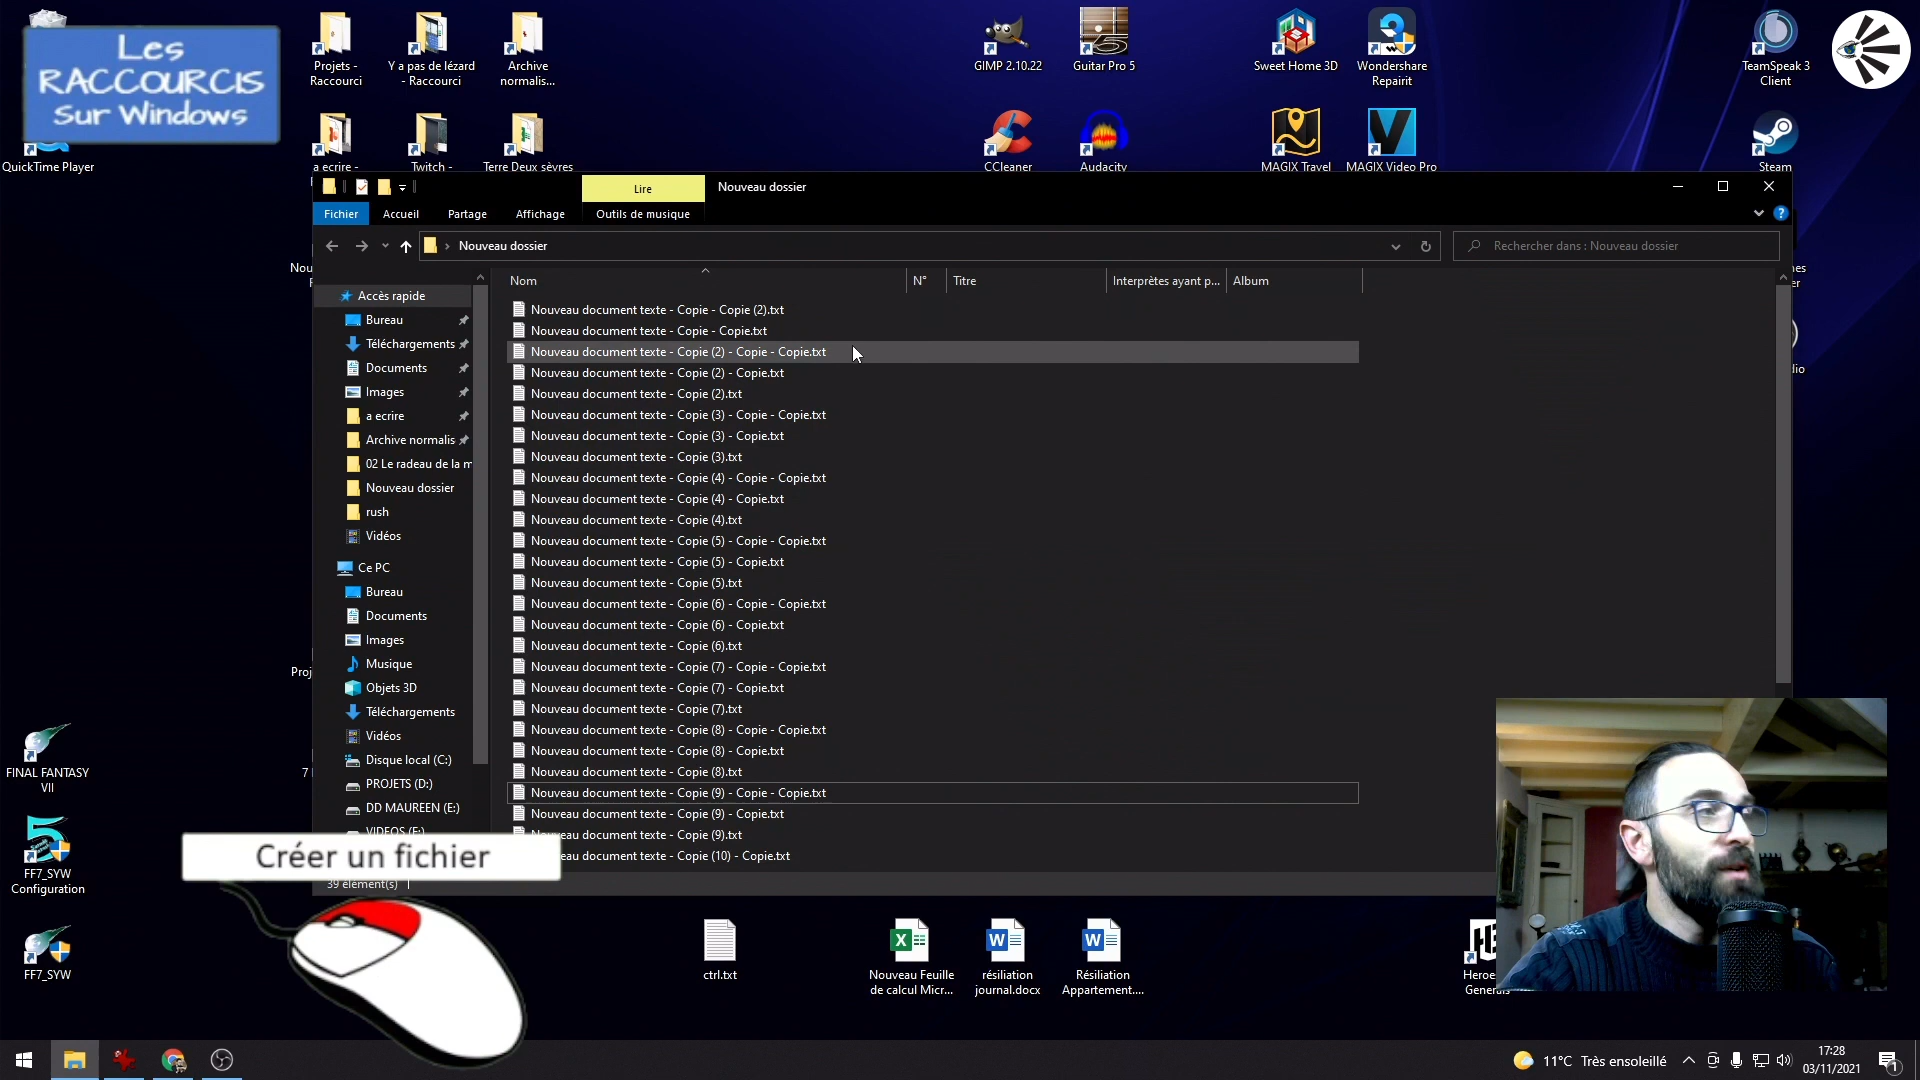 Les
RACCOURCIS
Sur Windows
QuickTime Player
Projets -
Raccourci
Y a pas de lézard
- Raccourci
Archive
normalis...
GIMP 2.10.22
Guitar Pro 5
Sweet Home 3D
Wondershare
Repairit
TeamSpeak 3
Client
a ecrire -
Twitch -
Terre Deux sèvres
CCleaner
Audacity
MAGIX Travel
MAGIX Video Pro
Steam
Lire
Nouveau dossier
Fichier
Accueil
Partage
Affichage
Outils de musique
Nouveau dossier
Rechercher dans : Nouveau dossier
Nom
N°
Titre
Interprètes ayant p...
Album
Accès rapide
Bureau
Téléchargements
Documents
Images
a ecrire
Archive normalis
02 Le radeau de la m
Nouveau dossier
rush
Vidéos
Ce PC
Bureau
Documents
Images
Musique
Objets 3D
Téléchargements
Vidéos
Disque local (C:)
PROJETS (D:)
DD MAUREEN (E:)
VIDEOS (F:)
Nouveau document texte - Copie - Copie (2).txt
Nouveau document texte - Copie - Copie.txt
Nouveau document texte - Copie (2) - Copie - Copie.txt
Nouveau document texte - Copie (2) - Copie.txt
Nouveau document texte - Copie (2).txt
Nouveau document texte - Copie (3) - Copie - Copie.txt
Nouveau document texte - Copie (3) - Copie.txt
Nouveau document texte - Copie (3).txt
Nouveau document texte - Copie (4) - Copie - Copie.txt
Nouveau document texte - Copie (4) - Copie.txt
Nouveau document texte - Copie (4).txt
Nouveau document texte - Copie (5) - Copie - Copie.txt
Nouveau document texte - Copie (5) - Copie.txt
Nouveau document texte - Copie (5).txt
Nouveau document texte - Copie (6) - Copie - Copie.txt
Nouveau document texte - Copie (6) - Copie.txt
Nouveau document texte - Copie (6).txt
Nouveau document texte - Copie (7) - Copie - Copie.txt
Nouveau document texte - Copie (7) - Copie.txt
Nouveau document texte - Copie (7).txt
Nouveau document texte - Copie (8) - Copie - Copie.txt
Nouveau document texte - Copie (8) - Copie.txt
Nouveau document texte - Copie (8).txt
Nouveau document texte - Copie (9) - Copie - Copie.txt
Nouveau document texte - Copie (9) - Copie.txt
document texte - Copie (9).txt
document texte - Copie (10) - Copie.txt
39 élément(s)
Nou
Proj
7
FINAL FANTASY
VII
FF7_SYW
Configuration
FF7_SYW
Créer un fichier
ctrl.txt
Nouveau Feuille
de calcul Micr...
résiliation
journal.docx
Résiliation
Appartement....
Heroe
Generals
11°C Très ensoleillé
17:28
03/11/2021
1